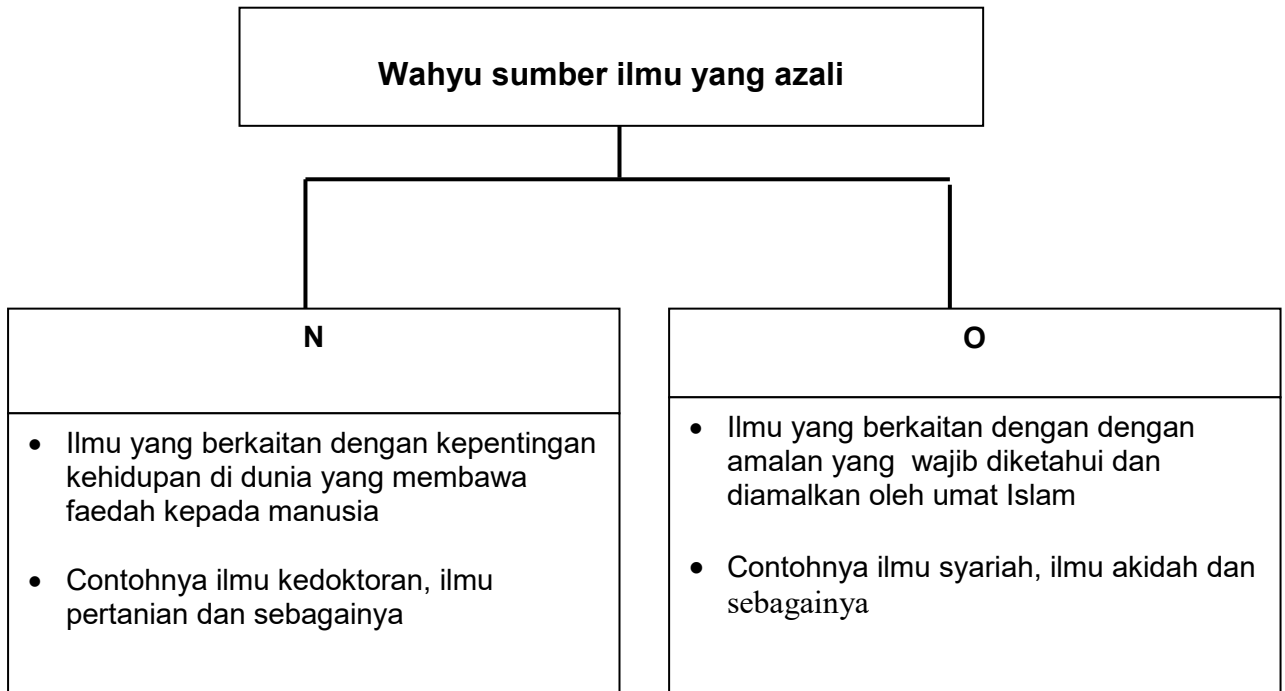 Wahyu sumber ilmu yang azali
N
• Ilmu yang berkaitan dengan kepentingan
kehidupan di dunia yang membawa
faedah kepada manusia
• Contohnya ilmu kedoktoran, ilmu
pertanian dan sebagainya
O
• Ilmu yang berkaitan dengan dengan
amalan yang wajib diketahui dan
diamalkan oleh umat Islam
• Contohnya ilmu syariah, ilmu akidah dan
sebagainya